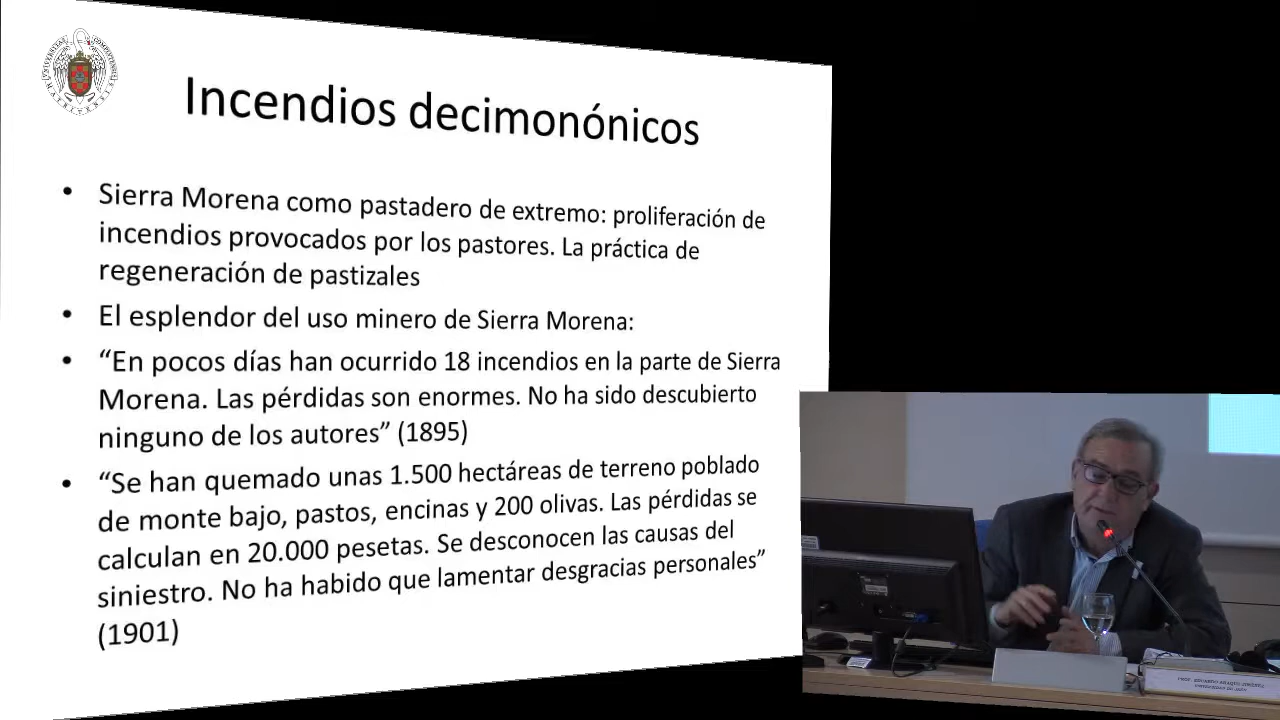 Incendios decimonónicos
• Sierra Morena como pastadero de extremo: proliferación de
incendios provocados por los pastores. La práctica de
regeneración de pastizales
• El esplendor del uso minero de Sierra Morena:
• “En pocos días han ocurrido 18 incendios en la parte de Sierra
Morena. Las pérdidas son enormes. No ha sido descubierto
ninguno de los autores” (1895)
• “Se han quemado unas 1.500 hectáreas de terreno poblado
de monte bajo, pastos, encinas y 200 olivas. Las pérdidas se
calculan en 20.000 pesetas. Se desconocen las causas del
siniestro. No ha habido que lamentar desgracias personales”
(1901)